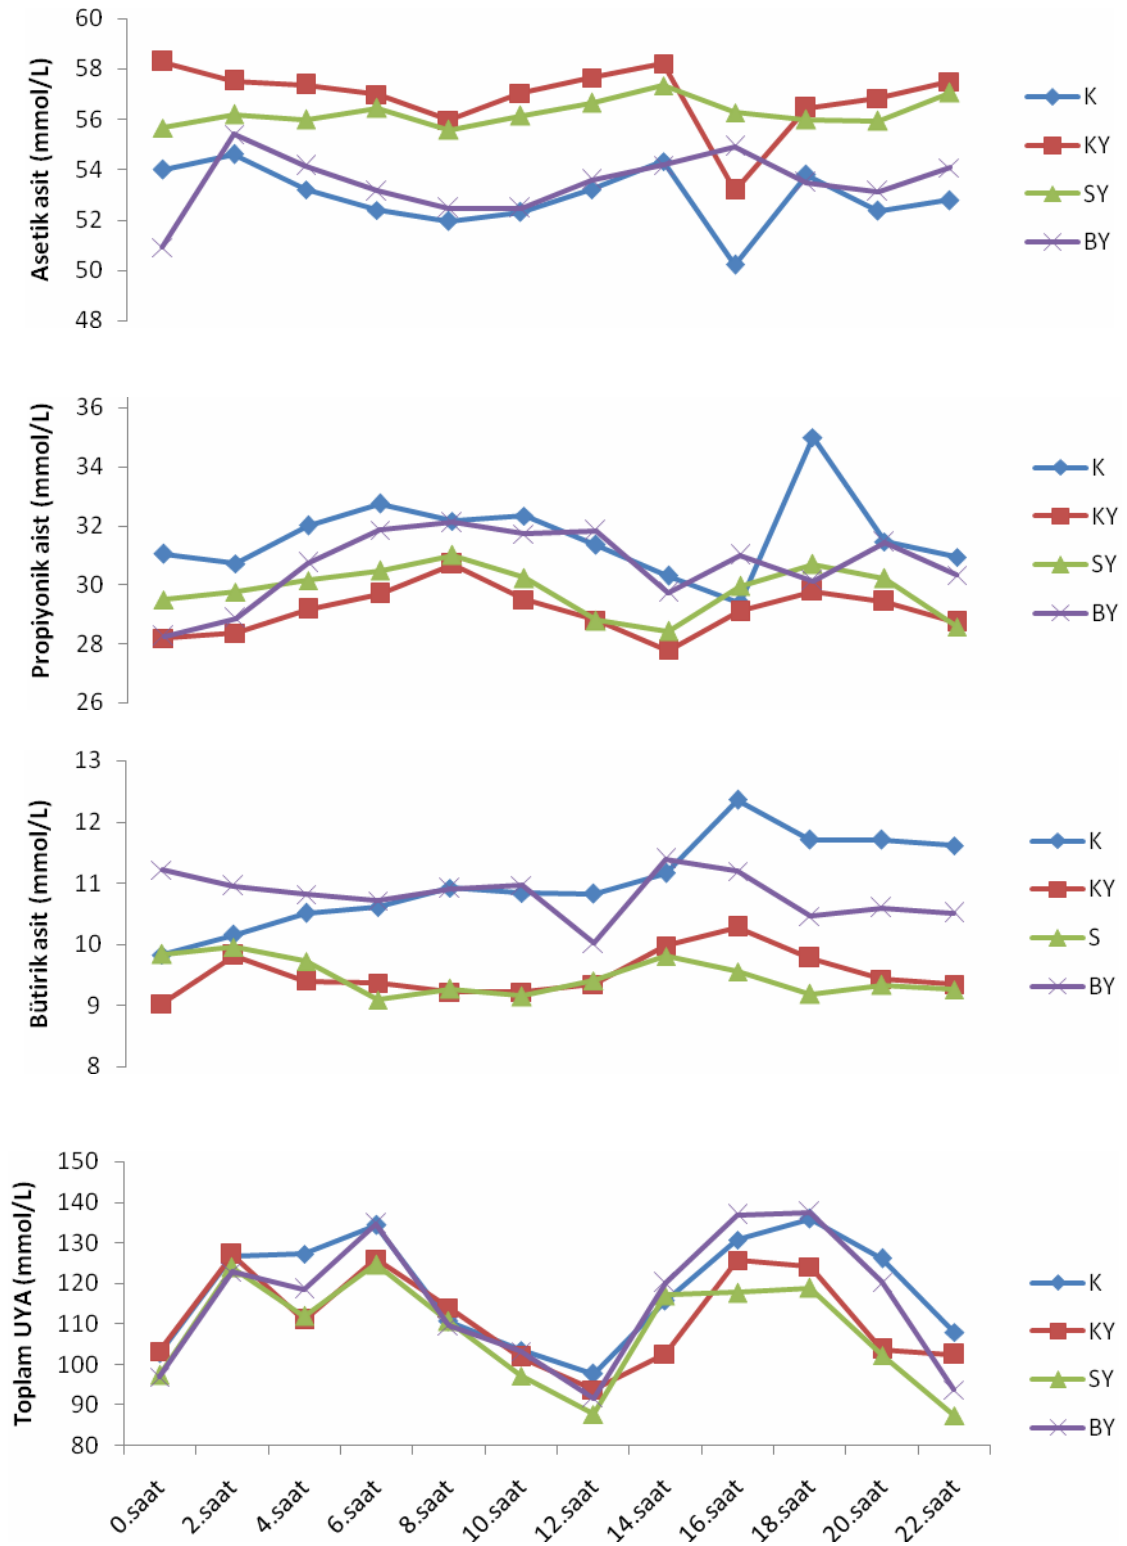 Asetikasit (mmol/L)
60
58
56
54
52
50
48
K
KY
SY
BY
Propiyonik aist (mmol/L)
36
34
32
30
28
26
K
KY
SY
BY
Bütirik asit (mmol/L)
13
12
11
10
9
8
K
KY
S
BY
Toplam UYA (mmol/L)
150
140
130
120
110
100
90
80
K
KY
SY
BY
0.saat
2.saat
4.saat
6.saat
8.saat
10.saat
12.saat
14.saat
16.saat
18.saat
20.saat
22.saat